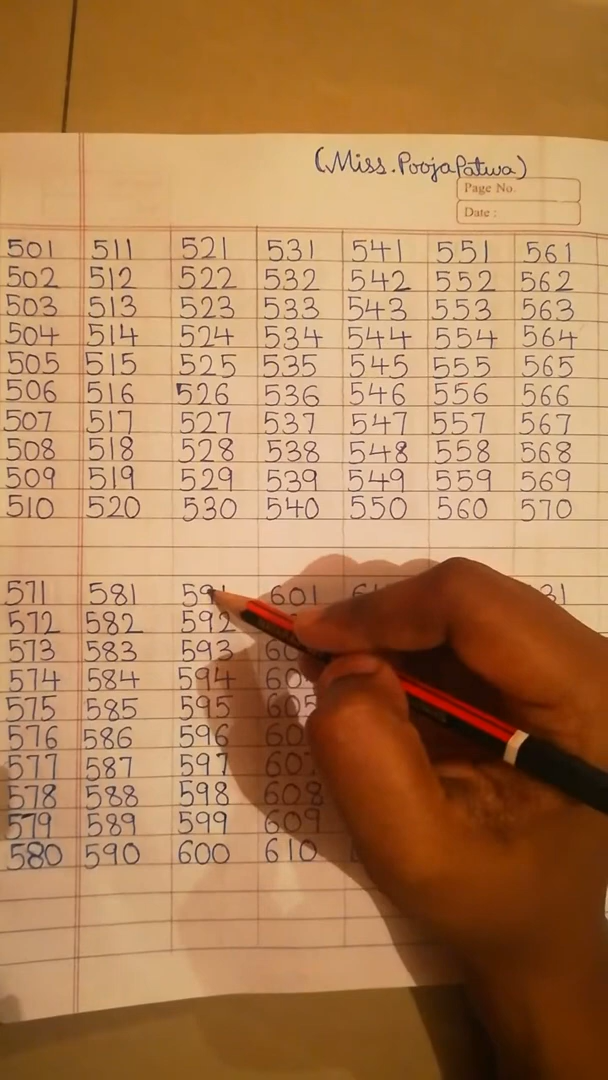 (Miss. Pooja Patwa)
Page No.
Date :
501 511 521 531 541 551 561
502 512 522 532 542 552 562
503 513 523 533 543 553 563
504 514 524 534 544 554 564
505 515 525 535 545 555 565
506 516 526 536 546 556 566
507 517 527 537 547 557 567
508 518 528 538 548 558 568
509 519 529 539 549 559 569
510 520 530 540 550 560 570
571 581 591 601
572 582 592
573 583 593
574 584 594
575 585 595 605
576 586 596
577 587 597 607
578 588 598 608
579 589 599 609
580 590 600 610